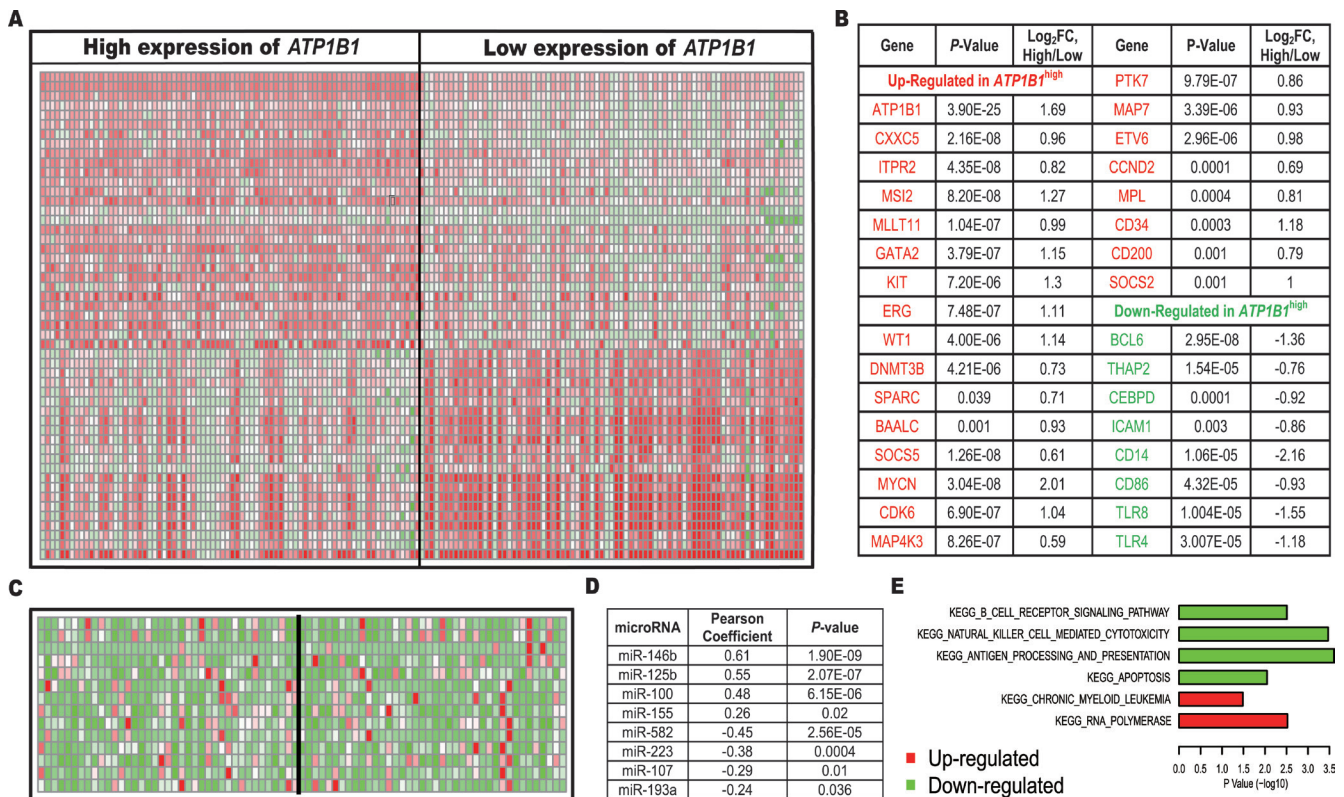 A
High expression of ATP1B1
Low expression of ATP1B1
B
Gene P-Value Log2FC, High/Low Gene P-Value Log2FC, High/Low
Up-Regulated in ATP1B1high PTK7 9.79E-07 0.86
ATP1B1 3.90E-25 1.69 MAP7 3.39E-06 0.93
CXXC5 2.16E-08 0.96 ETV6 2.96E-06 0.98
ITPR2 4.35E-08 0.82 CCND2 0.0001 0.69
MSI2 8.20E-08 1.27 MPL 0.0004 0.81
MLLT11 1.04E-07 0.99 CD34 0.0003 1.18
GATA2 3.79E-07 1.15 CD200 0.001 0.79
KIT 7.20E-06 1.3 SOCS2 0.001 1
ERG 7.48E-07 1.11 Down-Regulated in ATP1B1high
WT1 4.00E-06 1.14 BCL6 2.95E-08 -1.36
DNMT3B 4.21E-06 0.73 THAP2 1.54E-05 -0.76
SPARC 0.039 0.71 CEBPD 0.0001 -0.92
BAALC 0.001 0.93 ICAM1 0.003 -0.86
SOCS5 1.26E-08 0.61 CD14 1.06E-05 -2.16
MYCN 3.04E-08 2.01 CD86 4.32E-05 -0.93
CDK6 6.90E-07 1.04 TLR8 1.004E-05 -1.55
MAP4K3 8.26E-07 0.59 TLR4 3.007E-05 -1.18
C
D
microRNA Pearson Coefficient P-value
miR-146b 0.61 1.90E-09
miR-125b 0.55 2.07E-07
miR-100 0.48 6.15E-06
miR-155 0.26 0.02
miR-582 -0.45 2.56E-05
miR-223 -0.38 0.0004
miR-107 -0.29 0.01
miR-193a -0.24 0.036
E
KEGG_B_CELL_RECEPTOR_SIGNALING_PATHWAY
KEGG_NATURAL_KILLER_CELL_MEDIATED_CYTOTOXICITY
KEGG_ANTIGEN_PROCESSING_AND_PRESENTATION
KEGG_APOPTOSIS
KEGG_CHRONIC_MYELOID_LEUKEMIA
KEGG_RNA_POLYMERASE
Up-regulated
Down-regulated
0.0 0.5 1.0 1.5 2.0 2.5 3.0 3.5
P Value (−log10)